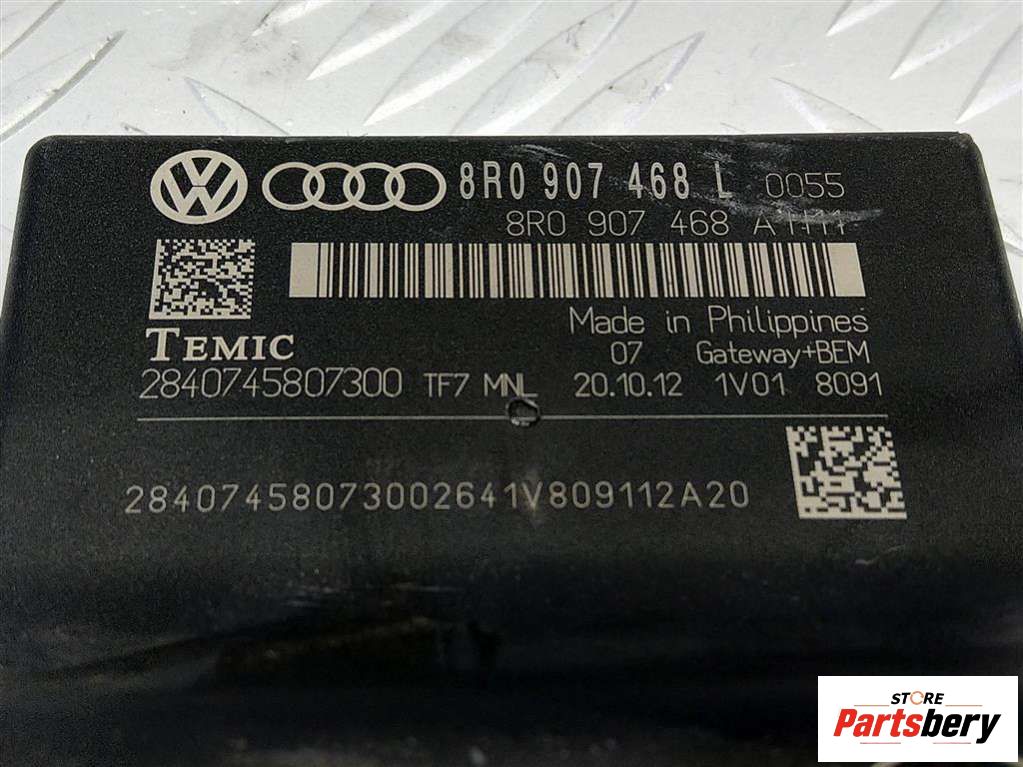 8R0 907 468 L 0055
8R0 907 468 A
Made in Philippines
TEMIC
07 Gateway+BEM
2840745807300 TF7 MNL 20.10.12 1V01 8091
28407458073002641V809112A20
STORE
Partsbery